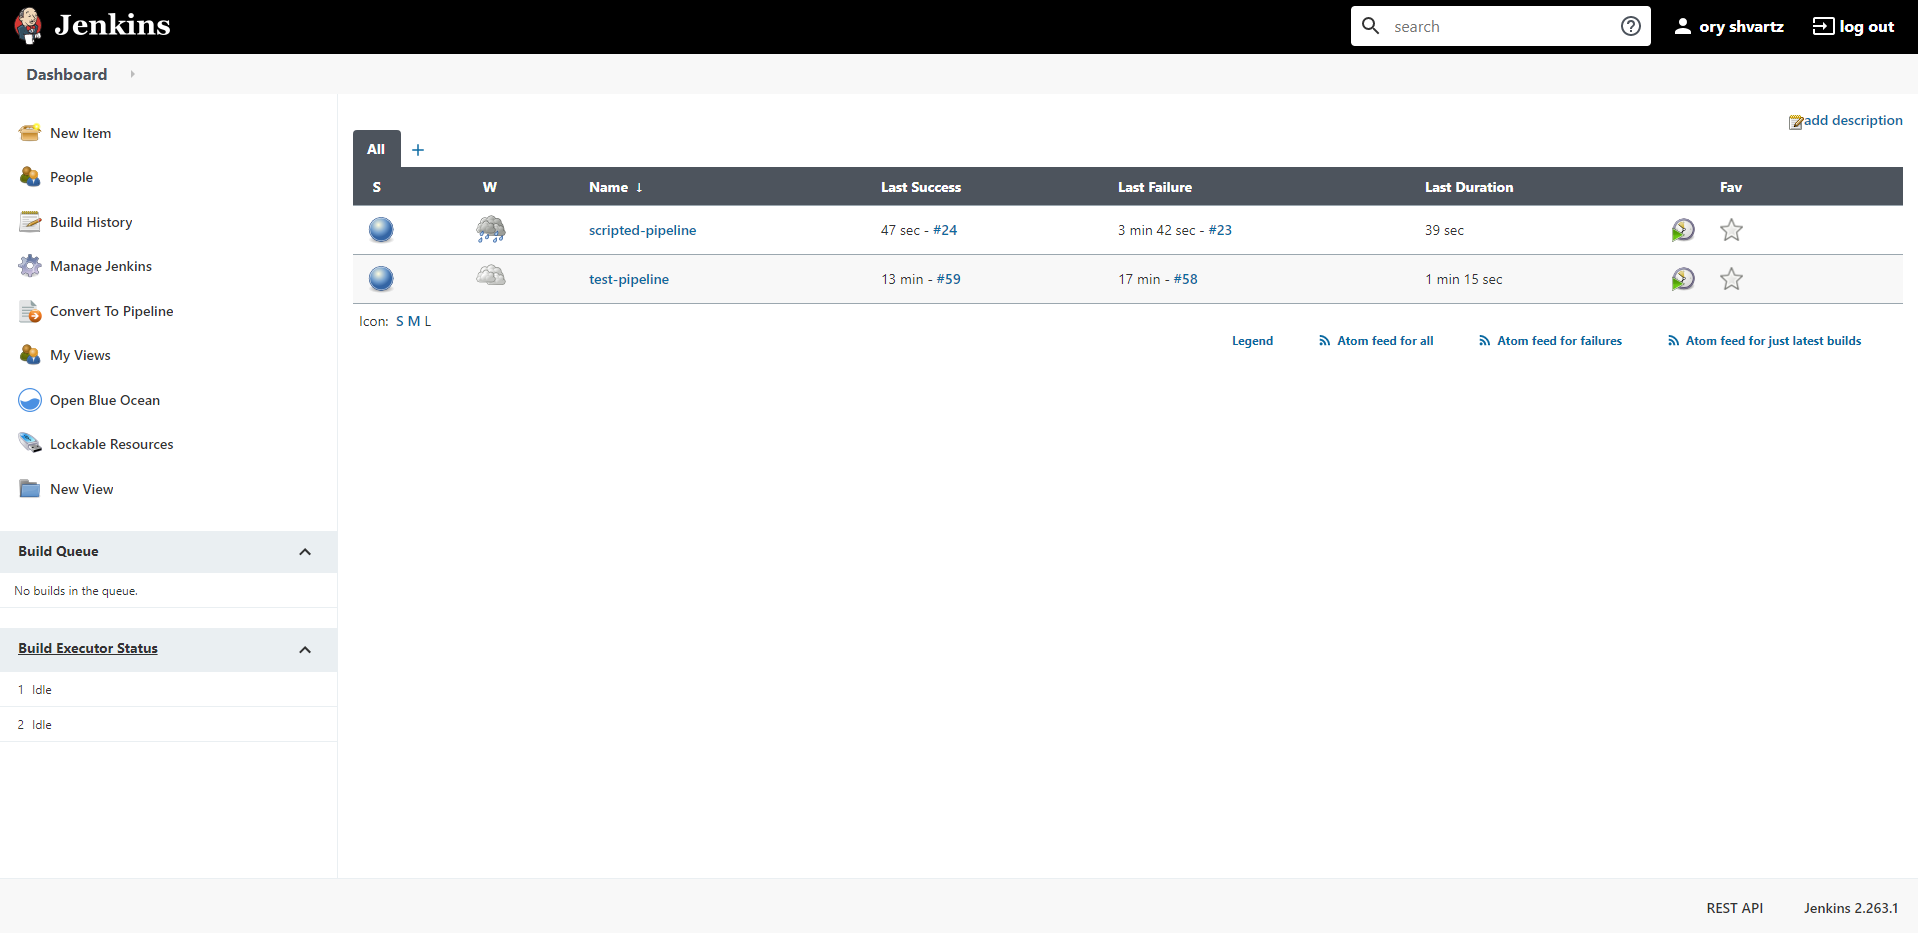 Jenkins
search
ory shvartz
log out
Dashboard
New Item
People
Build History
Manage Jenkins
Convert To Pipeline
My Views
Open Blue Ocean
Lockable Resources
New View
Build Queue
No builds in the queue.
Build Executor Status
1 Idle
2 Idle
add description
All +
S W Name ↓ Last Success Last Failure Last Duration Fav
scripted-pipeline 47 sec - #24 3 min 42 sec - #23 39 sec
test-pipeline 13 min - #59 17 min - #58 1 min 15 sec
Icon: S M L
Legend Atom feed for all Atom feed for failures Atom feed for just latest builds
REST API Jenkins 2.263.1